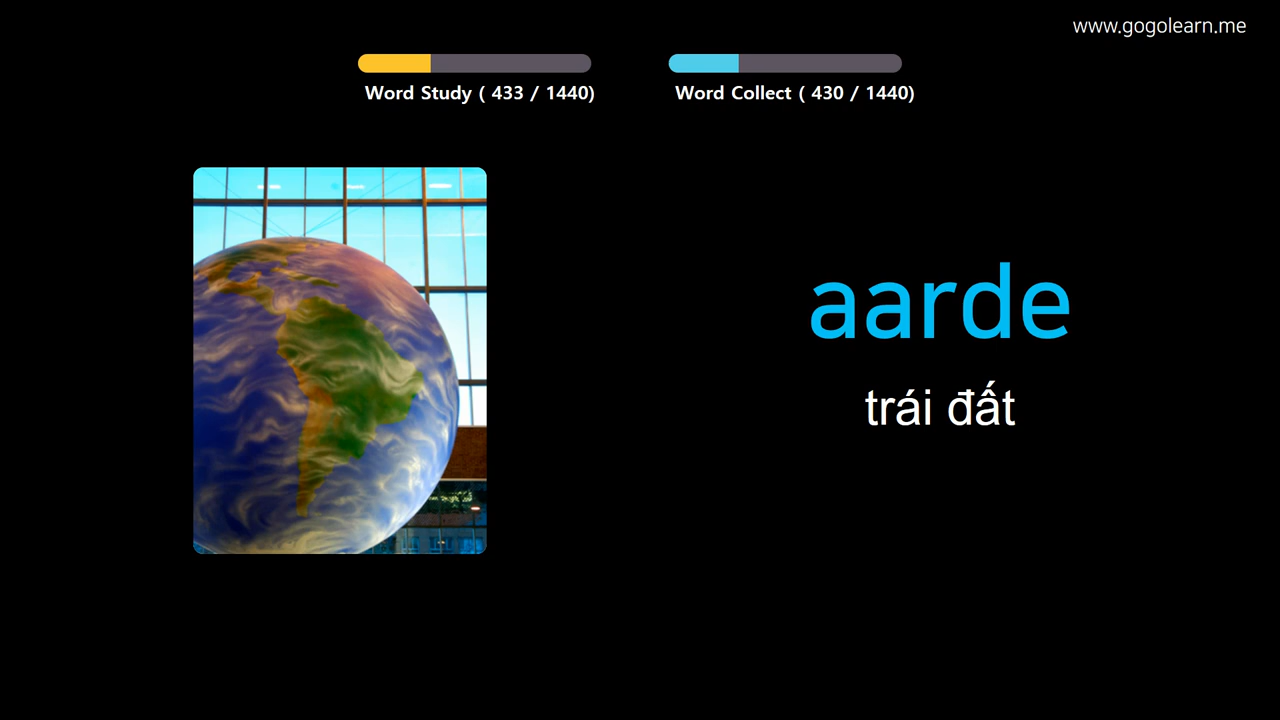 www.gogolearn.me
Word Study ( 433 / 1440)
Word Collect ( 430 / 1440)
aarde
trái đất